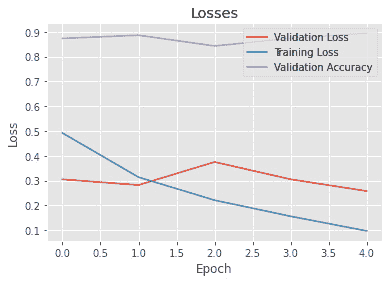 Losses
0.9
0.8
0.7
0.6
0.5
0.4
0.3
0.2
0.1
Loss
Validation Loss
Training Loss
Validation Accuracy
0.0 0.5 1.0 1.5 2.0 2.5 3.0 3.5 4.0
Epoch